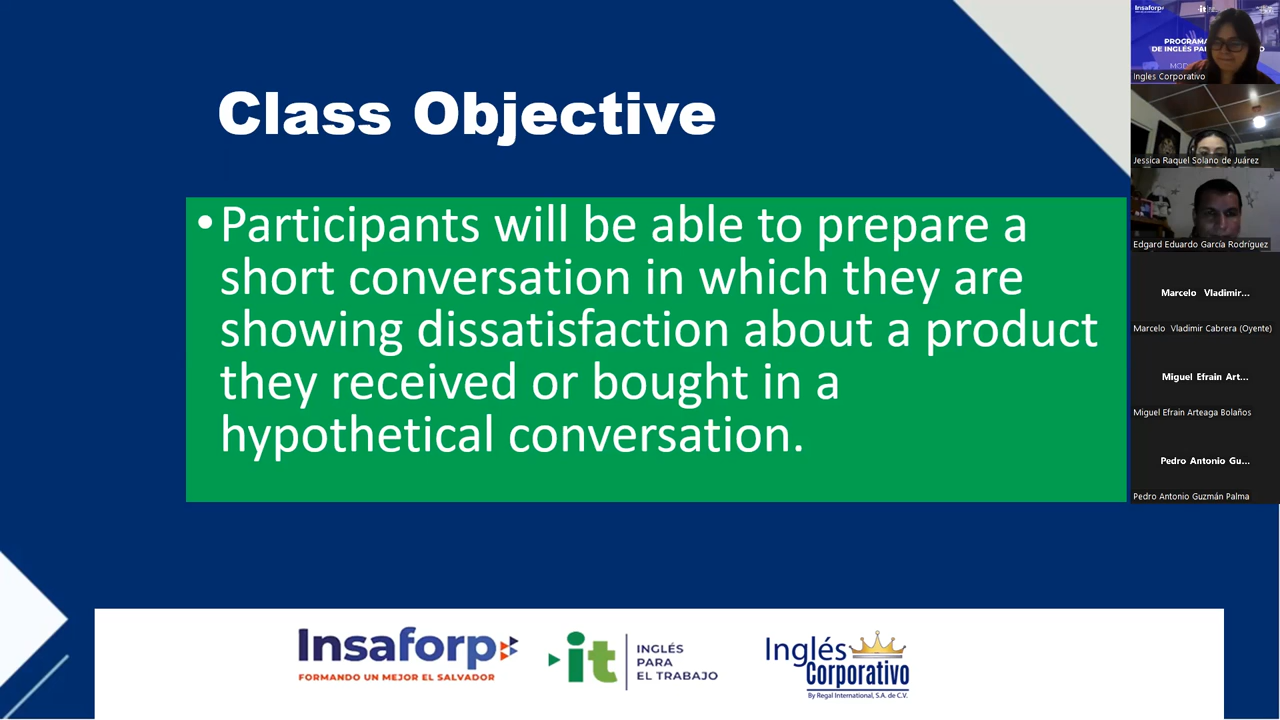 Class Objective
• Participants will be able to prepare a
short conversation in which they are
showing dissatisfaction about a product
they received or bought in a
hypothetical conversation.
Insaforp
FORMANDO UN MEJOR EL SALVADOR
it
INGLÉS
PARA
EL TRABAJO
Inglés
Corporativo
By Regal International, S.A. de C.V.
Insaforp
it
PROGRAMA
DE INGLÉS
Ingles Corporativo
Jessica Raquel Solano de Juárez
Edgard Eduardo García Rodríguez
Marcelo Vladimir...
Marcelo Vladimir Cabrera (Oyente)
Miguel Efrain Art...
Miguel Efrain Arteaga Bolaños
Pedro Antonio Gu...
Pedro Antonio Guzmán Palma